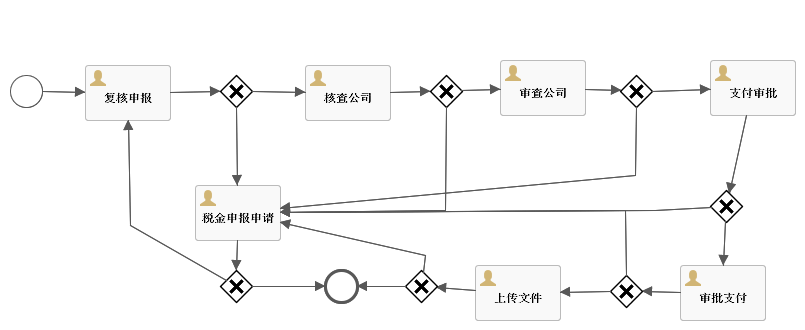 复核申报
核查公司
审查公司
支付审批
税金申报申请
上传文件
审批支付